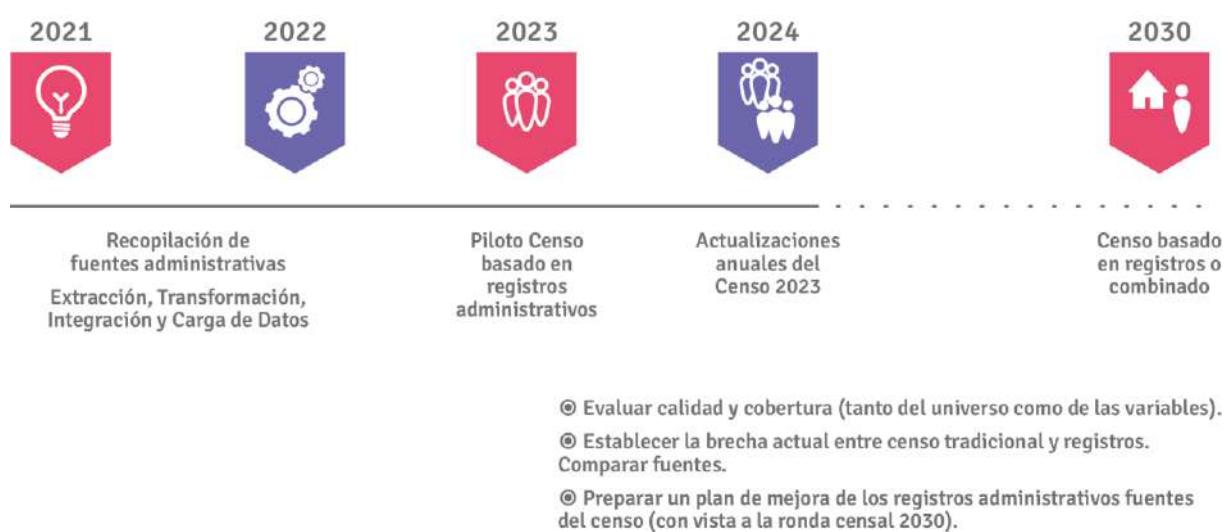 2021
2022
2023
2024
2030
Recopilación de
fuentes administrativas
Extracción, Transformación,
Integración y Carga de Datos
Piloto Censo
basado en
registros
administrativos
Actualizaciones
anuales del
Censo 2023
Censo basado
en registros o
combinado
Evaluar calidad y cobertura (tanto del universo como de las variables).
Establecer la brecha actual entre censo tradicional y registros.
Comparar fuentes.
Preparar un plan de mejora de los registros administrativos fuentes
del censo (con vista a la ronda censal 2030).